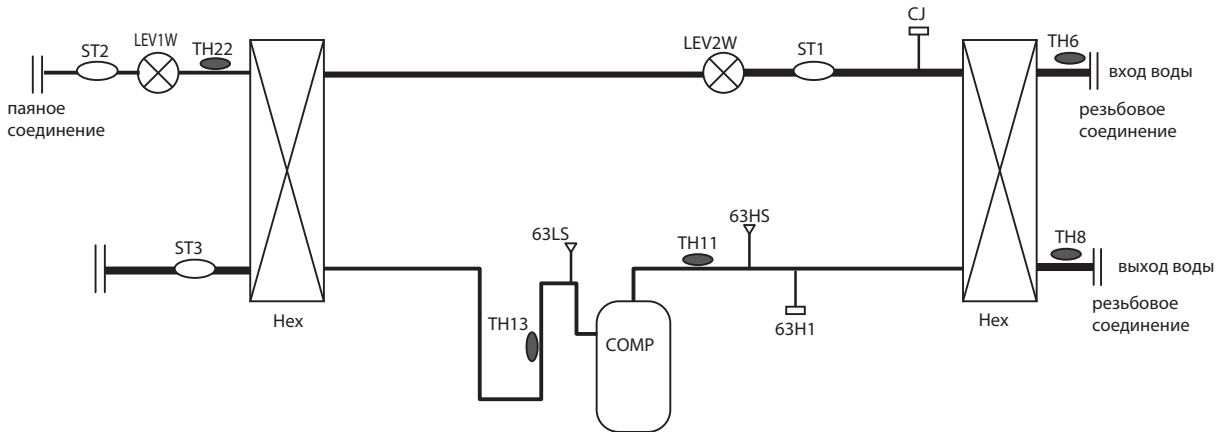 CJ
ST2
LEV1W
TH22
LEV2W
ST1
TH6
вход воды
паяное
соединение
резьбовое
соединение
ST3
63LS
TH11
63HS
TH8
выход воды
Hex
TH13
COMP
63H1
Hex
резьбовое
соединение